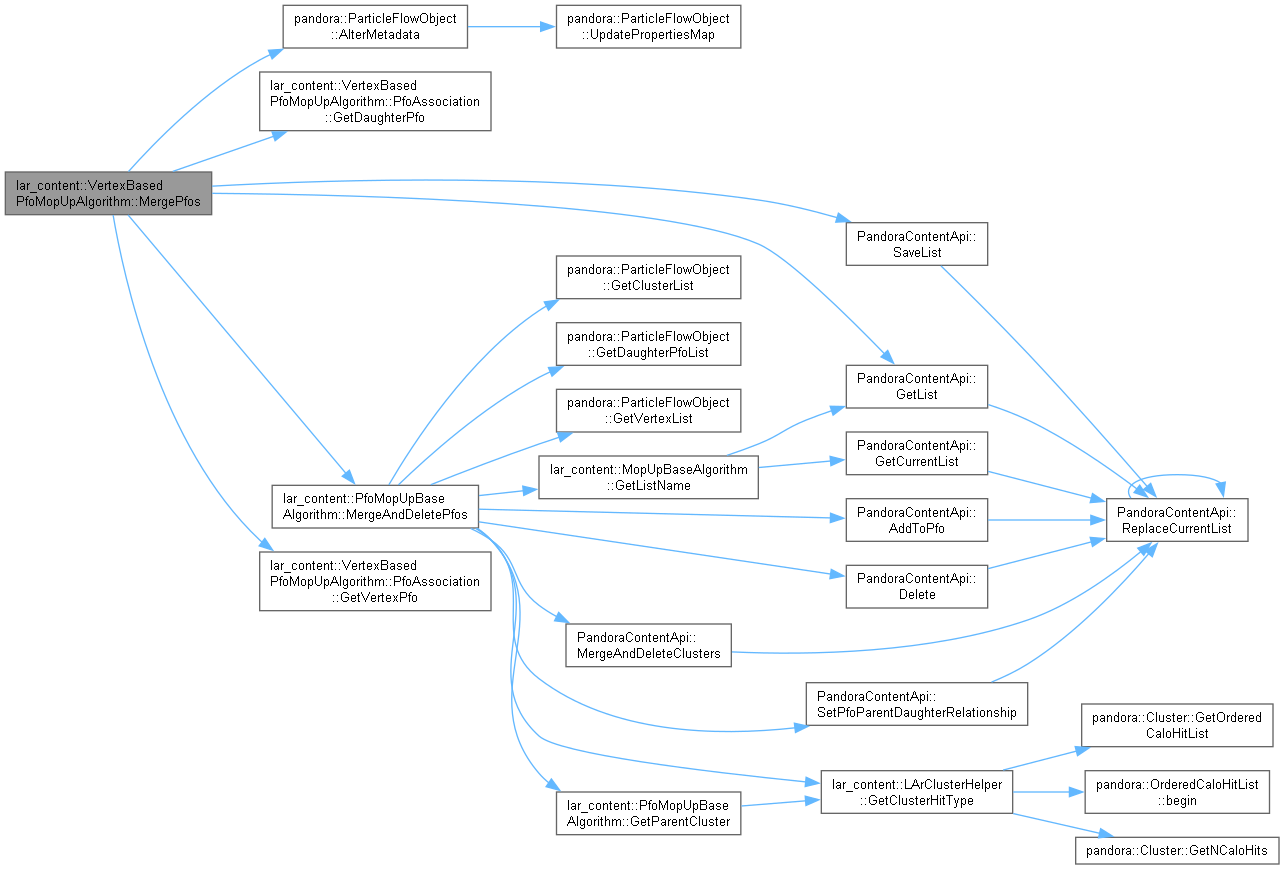 pandora::ParticleFlowObject
::AlterMetadata
pandora::ParticleFlowObject
::UpdatePropertiesMap
lar_content::VertexBased
PfoMopUpAlgorithm::PfoAssociation
::GetDaughterPfo
lar_content::VertexBased
PfoMopUpAlgorithm::MergePfos
PandoraContentApi::
SaveList
pandora::ParticleFlowObject
::GetClusterList
pandora::ParticleFlowObject
::GetDaughterPfoList
PandoraContentApi::
GetList
pandora::ParticleFlowObject
::GetVertexList
PandoraContentApi::
GetCurrentList
lar_content::MopUpBaseAlgorithm
::GetListName
lar_content::PfoMopUpBase
Algorithm::MergeAndDeletePfos
PandoraContentApi::
AddToPfo
PandoraContentApi::
ReplaceCurrentList
lar_content::VertexBased
PfoMopUpAlgorithm::PfoAssociation
::GetVertexPfo
PandoraContentApi::
Delete
PandoraContentApi::
MergeAndDeleteClusters
PandoraContentApi::
SetPfoParentDaughterRelationship
pandora::Cluster::GetOrdered
CaloHitList
lar_content::LArClusterHelper
::GetClusterHitType
pandora::OrderedCaloHitList
::begin
lar_content::PfoMopUpBase
Algorithm::GetParentCluster
pandora::Cluster::GetNCaloHits